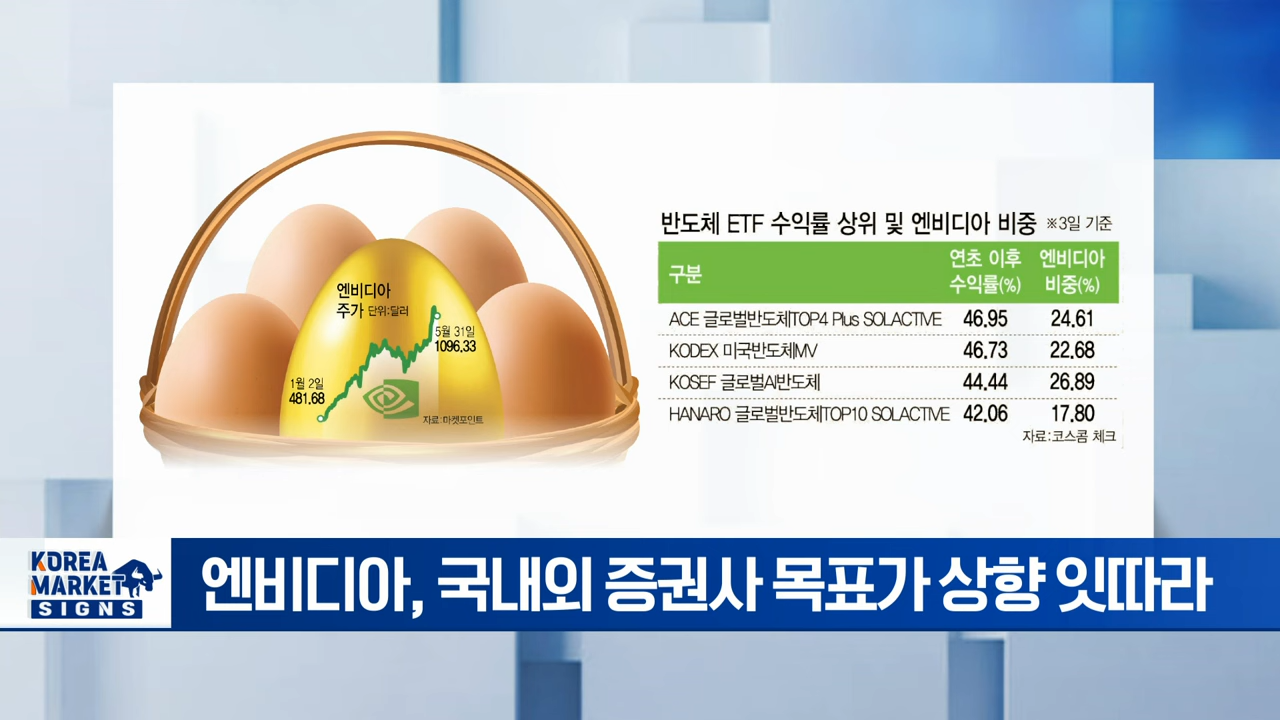 엔비디아
주가 단위:달러
5월 31일
1096.33
1월 2일
481.68
자료:마켓포인트
반도체 ETF 수익률 상위 및 엔비디아 비중 ※3일 기준
구분 연초 이후 수익률(%) 엔비디아 비중(%)
ACE 글로벌반도체TOP4 Plus SOLACTIVE 46.95 24.61
KODEX 미국반도체MV 46.73 22.68
KOSEF 글로벌AI반도체 44.44 26.89
HANARO 글로벌반도체TOP10 SOLACTIVE 42.06 17.80
자료:코스콤 체크
KOREA
MARKET
SIGNS
엔비디아, 국내외 증권사 목표가 상향 잇따라